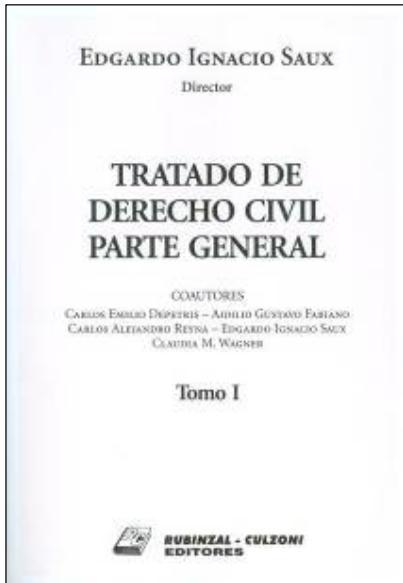 EDGARDO IGNACIO SAUX
Director
TRATADO DE
DERECHO CIVIL
PARTE GENERAL
COAUTORES
CARLOS EMILIO DEPETRIS – AIDILIO GUSTAVO FABIANO
CARLOS ALEJANDRO REYNA – EDGARDO IGNACIO SAUX
CLAUDIA M. WAGNER
Tomo I
RUBINZAL - CULZONI
EDITORES